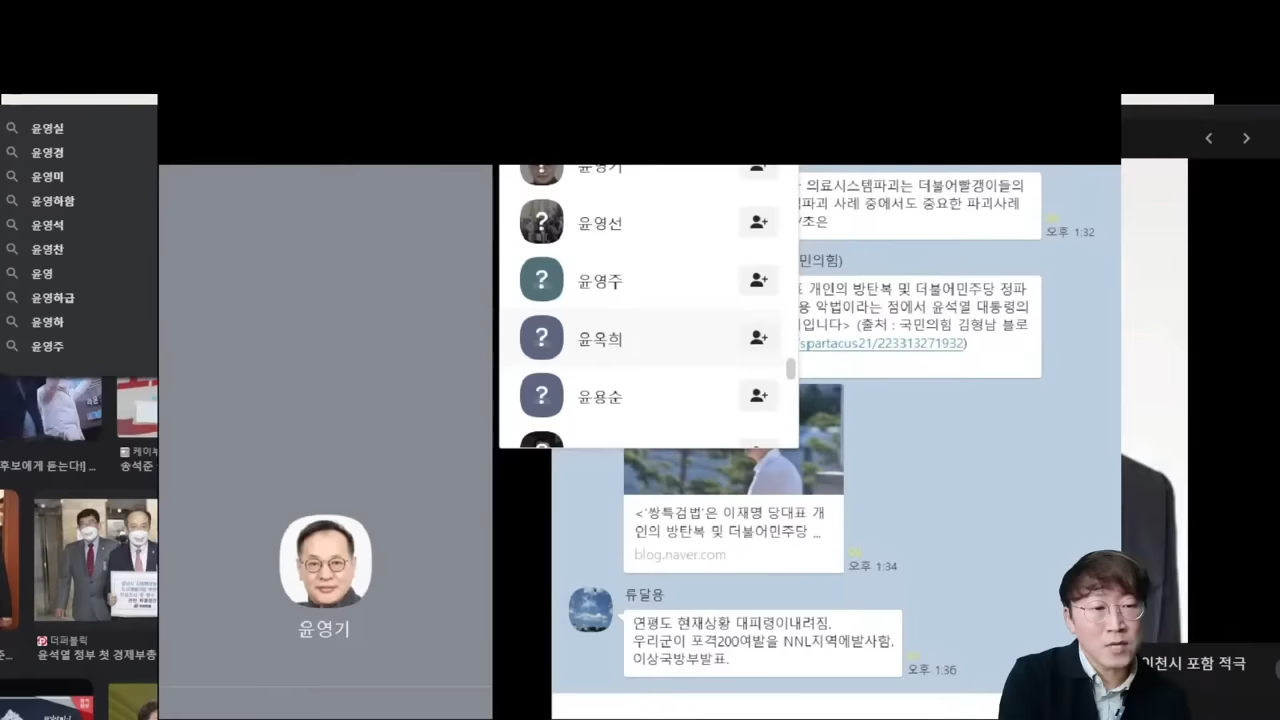 윤영실
윤영경
윤영미
윤영하함
윤영석
윤영찬
윤영
윤영하급
윤영하
윤영주
후보에게 듣는다!] ...
케이
송석준
더퍼블릭
윤석열 정부 첫 경제부총
윤영기
윤영기
윤영선
윤영주
윤옥희
윤용순
의료시스템파괴는 더불어빨갱이들의
파괴 사례 중에서도 중요한 파괴사례
초은
오후 1:32
민의힘)
개인의 방탄복 및 더불어민주당 정파
용 악법이라는 점에서 윤석열 대통령의
입니다> (출처 : 국민의힘 김형남 블로
spartacus21/223313271932)
<'쌍특검법'은 이재명 당대표 개
인의 방탄복 및 더불어민주당 ...
blog.naver.com
오후 1:34
류달용
연평도 현재상황 대피령이내려짐.
우리군이 포격200여발을 NNL지역에발사함.
이상국방부발표.
오후 1:36
이천시 포함 적극